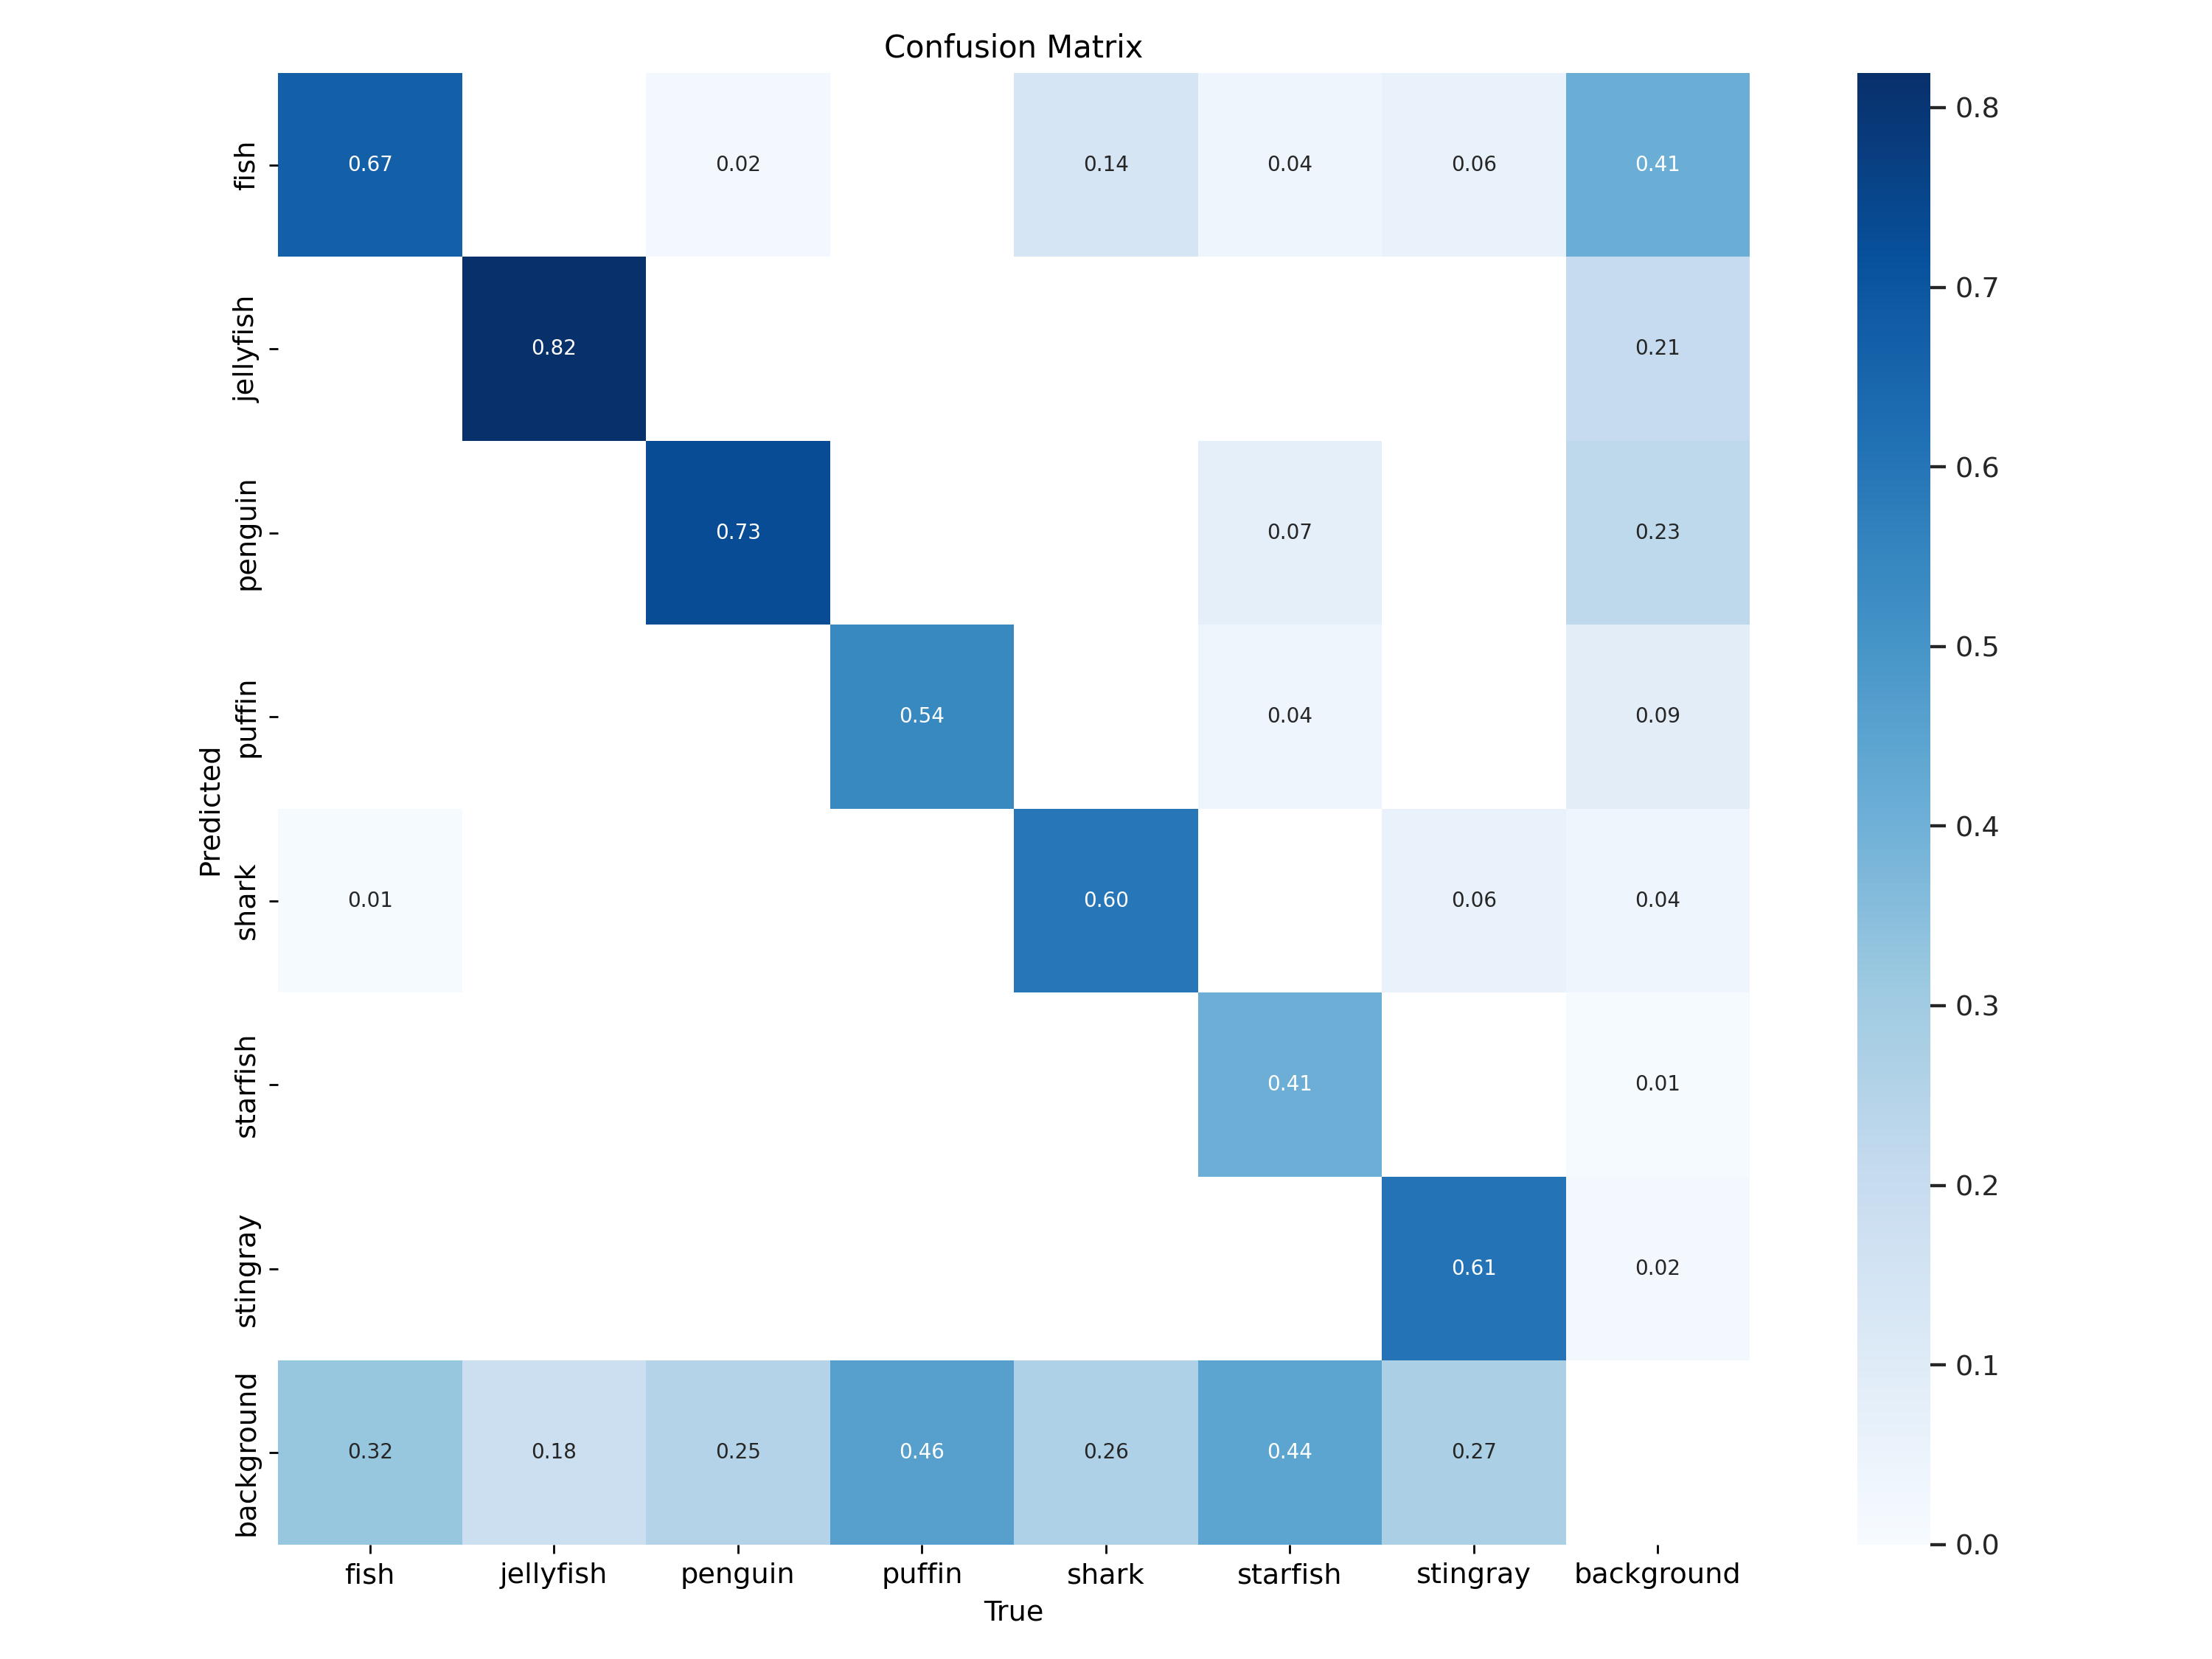 Confusion Matrix
fish 0.67 0.02 0.14 0.04 0.06 0.41
jellyfish 0.82 0.21
penguin 0.73 0.07 0.23
puffin 0.54 0.04 0.09
shark 0.01 0.60 0.06 0.04
starfish 0.41 0.01
stingray 0.61 0.02
background 0.32 0.18 0.25 0.46 0.26 0.44 0.27
Predicted
fish jellyfish penguin puffin shark starfish stingray background
True
0.8
0.7
0.6
0.5
0.4
0.3
0.2
0.1
0.0